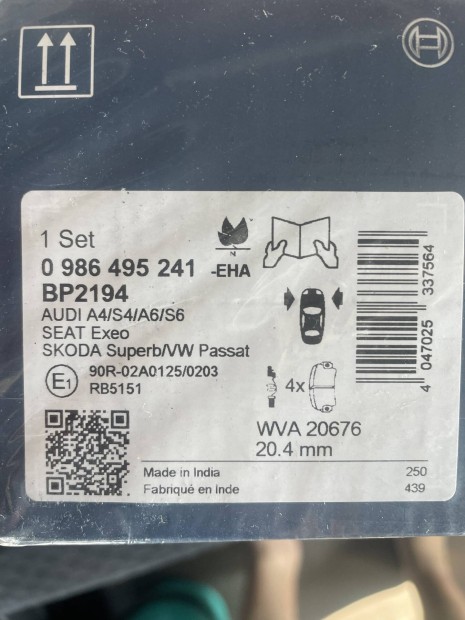 1 Set
0 986 495 241 -EHA
BP2194
AUDI A4/S4/A6/S6
SEAT Exeo
SKODA Superb/VW Passat
E1 90R-02A0125/0203
RB5151
4x
WVA 20676
20.4 mm
Made in India 250
Fabriqué en Inde 439
4 047025 337564
N